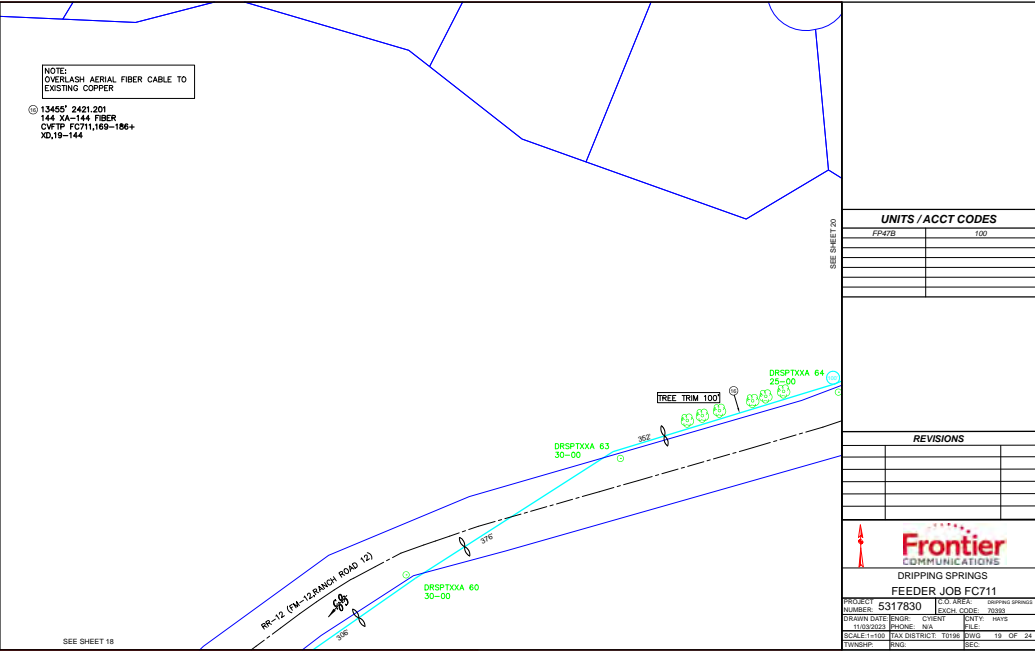 NOTE:
OVERLASH AERIAL FIBER CABLE TO
EXISTING COPPER
16 13455' 2421.201
144 XA-144 FIBER
CVFTP FC711,169-186+
XD,19-144
SEE SHEET 20
DRSPTXXA 64
25-00
TREE TRIM 100'
16
352'
DRSPTXXA 63
30-00
376'
RR-12 (FM-12,RANCH ROAD 12)
DRSPTXXA 60
30-00
306'
SEE SHEET 18
UNITS / ACCT CODES
FP47B 100
REVISIONS
Frontier
COMMUNICATIONS
DRIPPING SPRINGS
FEEDER JOB FC711
PROJECT NUMBER: 5317830 C.O. AREA: DRIPPING SPRINGS
EXCH. CODE: 70393
DRAWN DATE: 11/03/2023 ENGR: CYIENT CNTY: HAYS
PHONE: N/A FILE:
SCALE:1=100 TAX DISTRICT: T0196 DWG 19 OF 24
TWNSHP: RNG: SEC: